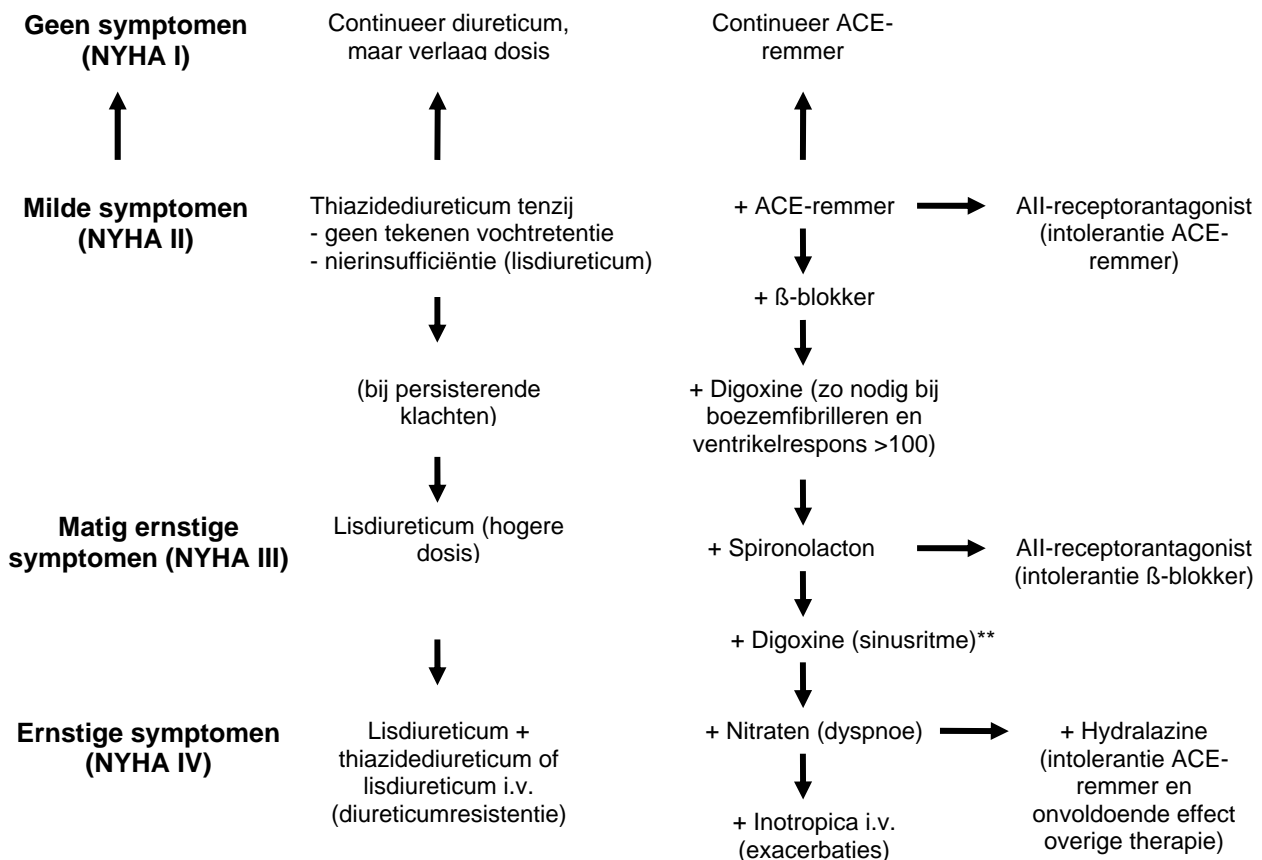 Geen symptomen
(NYHA I)
Continueer diureticum,
maar verlaag dosis
Continueer ACE-
remmer
Milde symptomen
(NYHA II)
Thiazidediureticum tenzij
- geen tekenen vochtretentie
- nierinsufficiëntie (lisdiureticum)
+ ACE-remmer
AII-receptorantagonist
(intolerantie ACE-
remmer)
+ ß-blokker
(bij persisterende
klachten)
+ Digoxine (zo nodig bij
boezemfibrilleren en
ventrikelrespons >100)
Matig ernstige
symptomen (NYHA III)
Lisdiureticum (hogere
dosis)
+ Spironolacton
AII-receptorantagonist
(intolerantie ß-blokker)
+ Digoxine (sinusritme)**
Ernstige symptomen
(NYHA IV)
Lisdiureticum +
thiazidediureticum of
lisdiureticum i.v.
(diureticumresistentie)
+ Nitraten (dyspnoe)
+ Hydralazine
(intolerantie ACE-
remmer en
onvoldoende effect
overige therapie)
+ Inotropica i.v.
(exacerbaties)